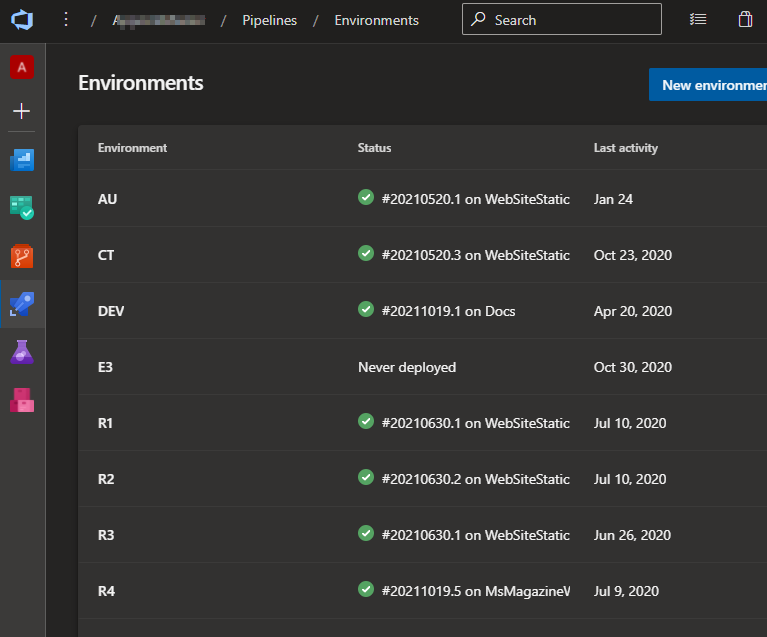 / / Pipelines / Environments Search
A
Environments
New environmen
Environment Status Last activity
AU #20210520.1 on WebSiteStatic Jan 24
CT #20210520.3 on WebSiteStatic Oct 23, 2020
DEV #20211019.1 on Docs Apr 20, 2020
E3 Never deployed Oct 30, 2020
R1 #20210630.1 on WebSiteStatic Jul 10, 2020
R2 #20210630.2 on WebSiteStatic Jul 10, 2020
R3 #20210630.1 on WebSiteStatic Jun 26, 2020
R4 #20211019.5 on MsMagazineV Jul 9, 2020